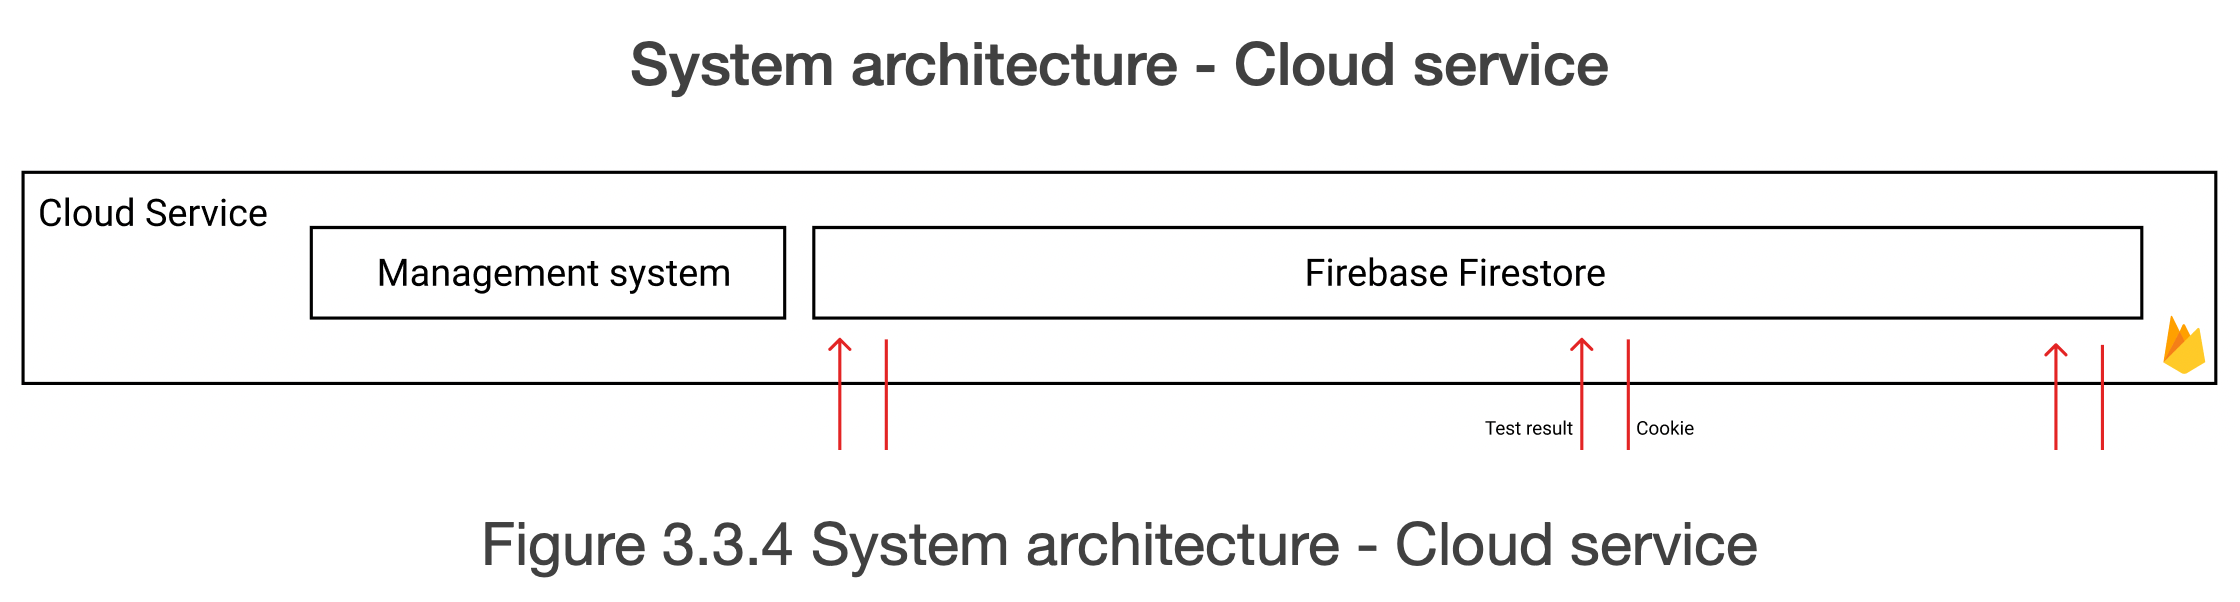 System architecture - Cloud service
Cloud Service
Management system
Firebase Firestore
Test result
Cookie
Figure 3.3.4 System architecture - Cloud service